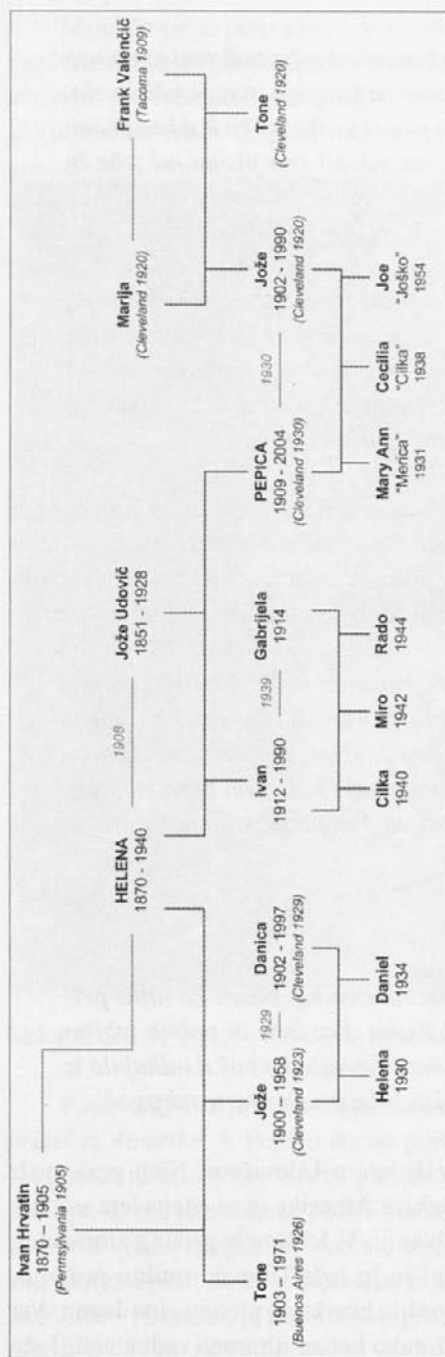 Ivan Hrvatin
1870 – 1905
(Pennsylvania 1905)
HELENA
1870 - 1940
1908
Jože Udovič
1851 - 1928
Marija
(Cleveland 1920)
Frank Valenčič
(Tacoma 1909)
Tone
1903 - 1971
(Buenos Aires 1926)
Jože
1900 – 1958
(Cleveland 1923)
1929
Danica
1902 - 1997
(Cleveland 1929)
Ivan
1912 - 1990
1939
Gabrijela
1914
PEPICA
1909 - 2004
(Cleveland 1930)
1930
Jože
1902 - 1990
(Cleveland 1920)
Tone
(Cleveland 1920)
Helena
1930
Daniel
1934
Cilka
1940
Miro
1942
Rado
1944
Mary Ann
"Merica"
1931
Cecilia
"Cilka"
1938
Joe
"Joško"
1954